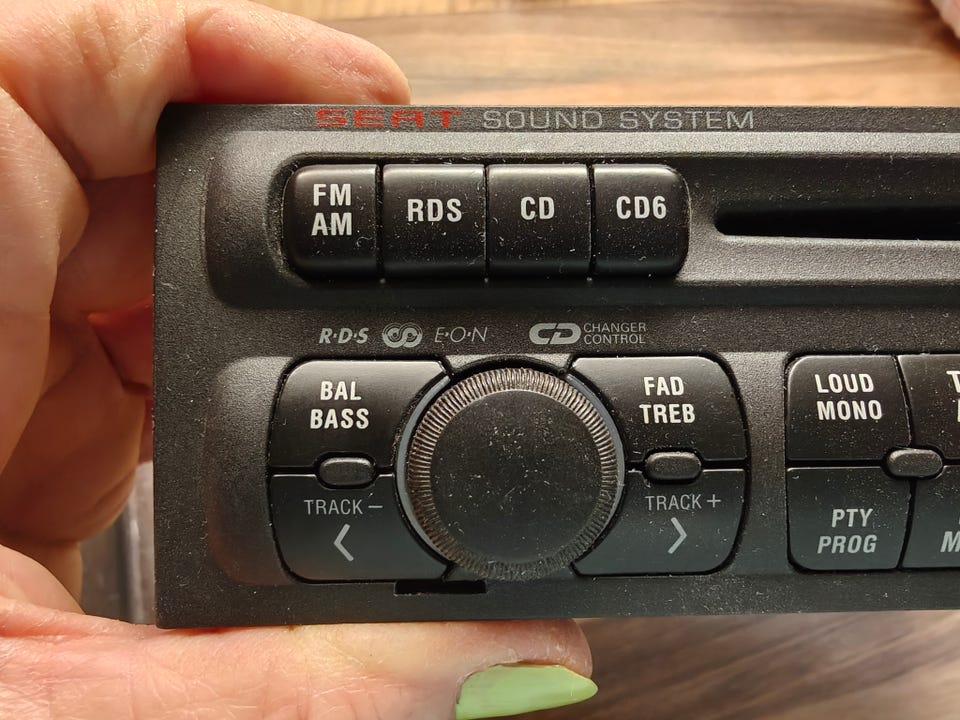 SEAT SOUND SYSTEM
FM
AM
RDS
CD
CD6
R·D·S E·O·N
CD CHANGER
CONTROL
BAL
BASS
FAD
TREB
LOUD
MONO
TRACK –
<
TRACK +
>
PTY
PROG